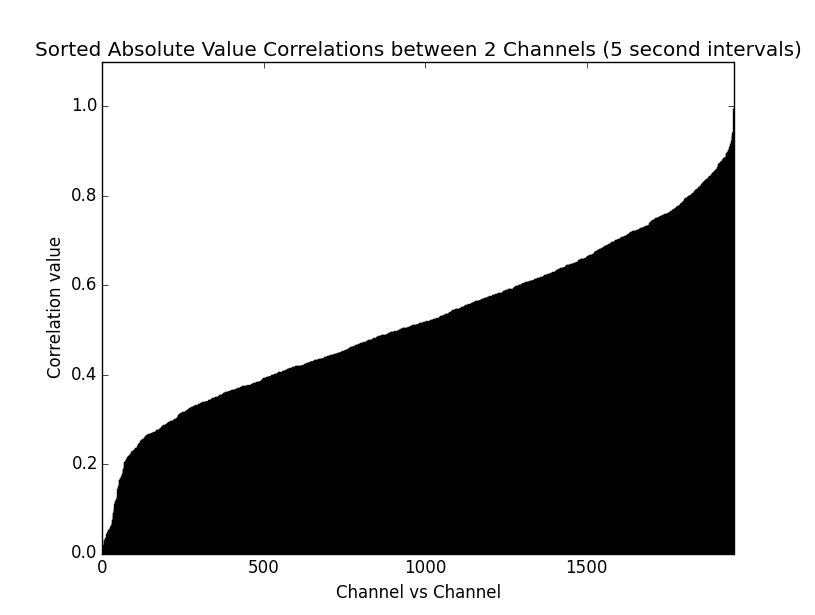 Sorted Absolute Value Correlations between 2 Channels (5 second intervals)
1.0
0.8
0.6
0.4
0.2
0.0
Correlation value
0 500 1000 1500
Channel vs Channel